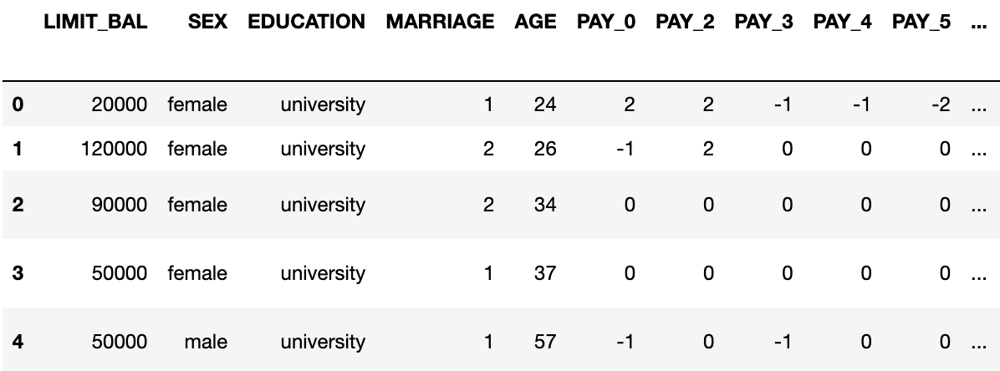 LIMIT_BAL SEX EDUCATION MARRIAGE AGE PAY_0 PAY_2 PAY_3 PAY_4 PAY_5 ...
0 20000 female university 1 24 2 2 -1 -1 -2 ...
1 120000 female university 2 26 -1 2 0 0 0 ...
2 90000 female university 2 34 0 0 0 0 0 ...
3 50000 female university 1 37 0 0 0 0 0 ...
4 50000 male university 1 57 -1 0 -1 0 0 ...